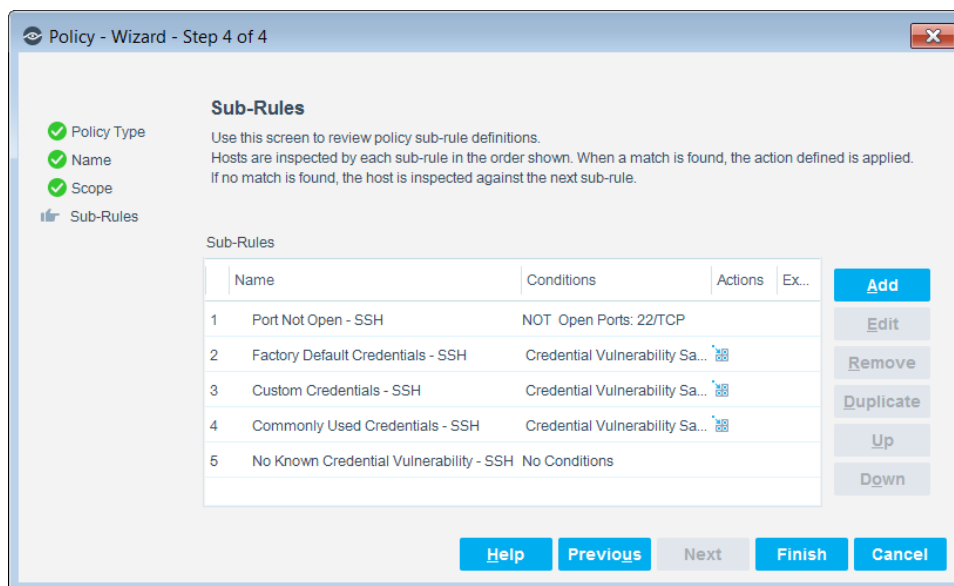 Policy - Wizard - Step 4 of 4
Policy Type
Name
Scope
Sub-Rules
Sub-Rules
Use this screen to review policy sub-rule definitions.
Hosts are inspected by each sub-rule in the order shown. When a match is found, the action defined is applied.
If no match is found, the host is inspected against the next sub-rule.
Sub-Rules
Name Conditions Actions Ex...
1 Port Not Open - SSH NOT Open Ports: 22/TCP
2 Factory Default Credentials - SSH Credential Vulnerability Sa...
3 Custom Credentials - SSH Credential Vulnerability Sa...
4 Commonly Used Credentials - SSH Credential Vulnerability Sa...
5 No Known Credential Vulnerability - SSH No Conditions
Add
Edit
Remove
Duplicate
Up
Down
Help Previous Next Finish Cancel